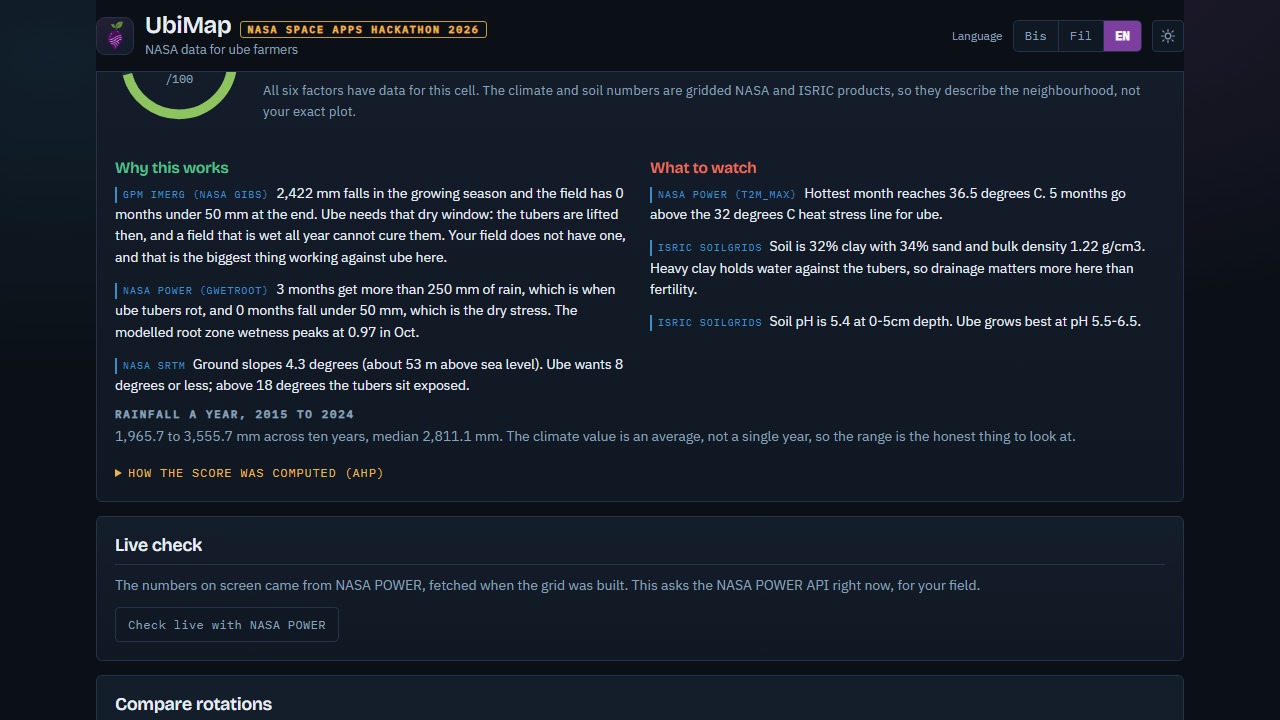 UbiMap NASA SPACE APPS HACKATHON 2026
NASA data for ube farmers
Language Bis Fil EN
/100
All six factors have data for this cell. The climate and soil numbers are gridded NASA and ISRIC products, so they describe the neighbourhood, not
your exact plot.
Why this works
GPM IMERG (NASA GIBS) 2,422 mm falls in the growing season and the field has 0
months under 50 mm at the end. Ube needs that dry window: the tubers are lifted
then, and a field that is wet all year cannot cure them. Your field does not have one,
and that is the biggest thing working against ube here.
NASA POWER (GWETROOT) 3 months get more than 250 mm of rain, which is when
ube tubers rot, and 0 months fall under 50 mm, which is the dry stress. The
modelled root zone wetness peaks at 0.97 in Oct.
NASA SRTM Ground slopes 4.3 degrees (about 53 m above sea level). Ube wants 8
degrees or less; above 18 degrees the tubers sit exposed.
What to watch
NASA POWER (T2M_MAX) Hottest month reaches 36.5 degrees C. 5 months go
above the 32 degrees C heat stress line for ube.
ISRIC SOILGRIDS Soil is 32% clay with 34% sand and bulk density 1.22 g/cm3.
Heavy clay holds water against the tubers, so drainage matters more here than
fertility.
ISRIC SOILGRIDS Soil pH is 5.4 at 0-5cm depth. Ube grows best at pH 5.5-6.5.
RAINFALL A YEAR, 2015 TO 2024
1,965.7 to 3,555.7 mm across ten years, median 2,811.1 mm. The climate value is an average, not a single year, so the range is the honest thing to look at.
HOW THE SCORE WAS COMPUTED (AHP)
Live check
The numbers on screen came from NASA POWER, fetched when the grid was built. This asks the NASA POWER API right now, for your field.
Check live with NASA POWER
Compare rotations